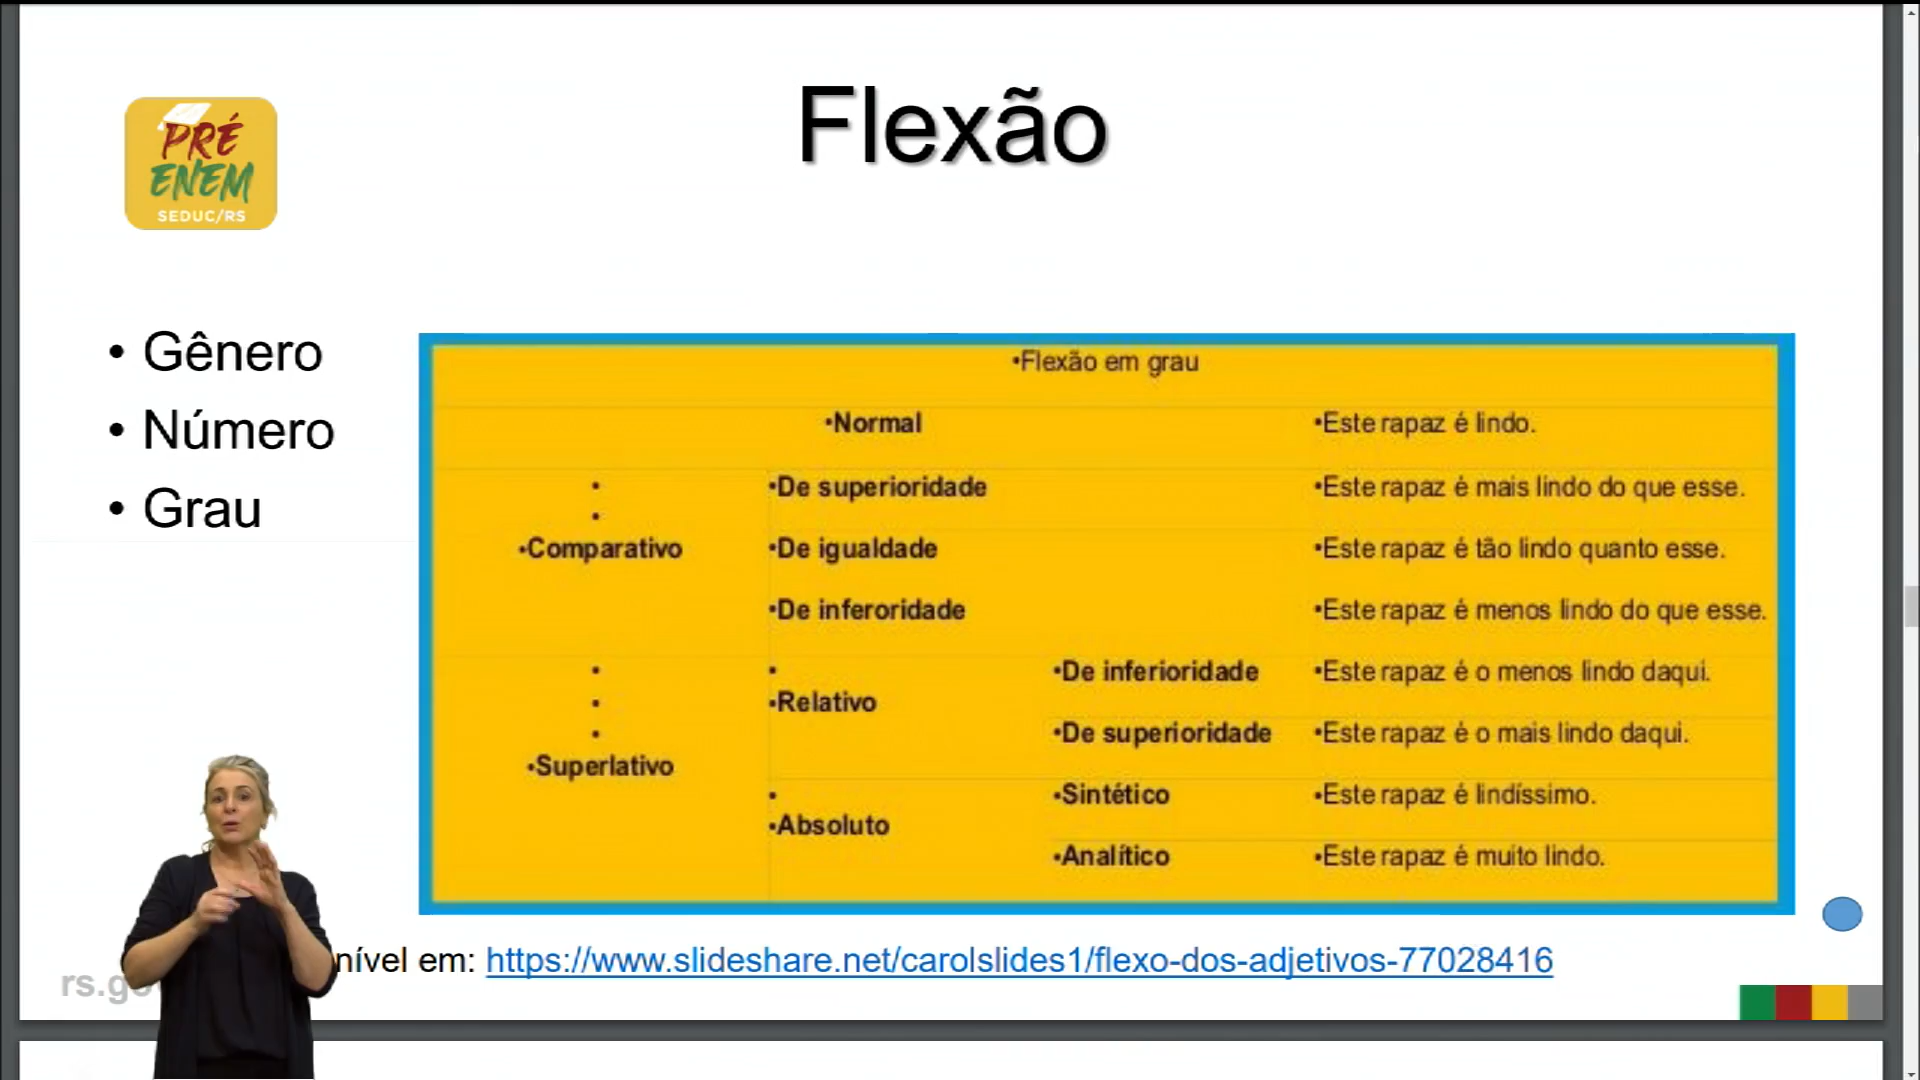 PRÉ
ENEM
SEDUC/RS
Flexão
• Gênero
• Número
• Grau
•Flexão em grau
•Normal •Este rapaz é lindo.
•De superioridade •Este rapaz é mais lindo do que esse.
•Comparativo •De igualdade •Este rapaz é tão lindo quanto esse.
•De inferoridade •Este rapaz é menos lindo do que esse.
•De inferioridade •Este rapaz é o menos lindo daqui.
•Relativo
•De superioridade •Este rapaz é o mais lindo daqui.
•Superlativo
•Sintético •Este rapaz é lindíssimo.
•Absoluto
•Analítico •Este rapaz é muito lindo.
nível em: https://www.slideshare.net/carolslides1/flexo-dos-adjetivos-77028416